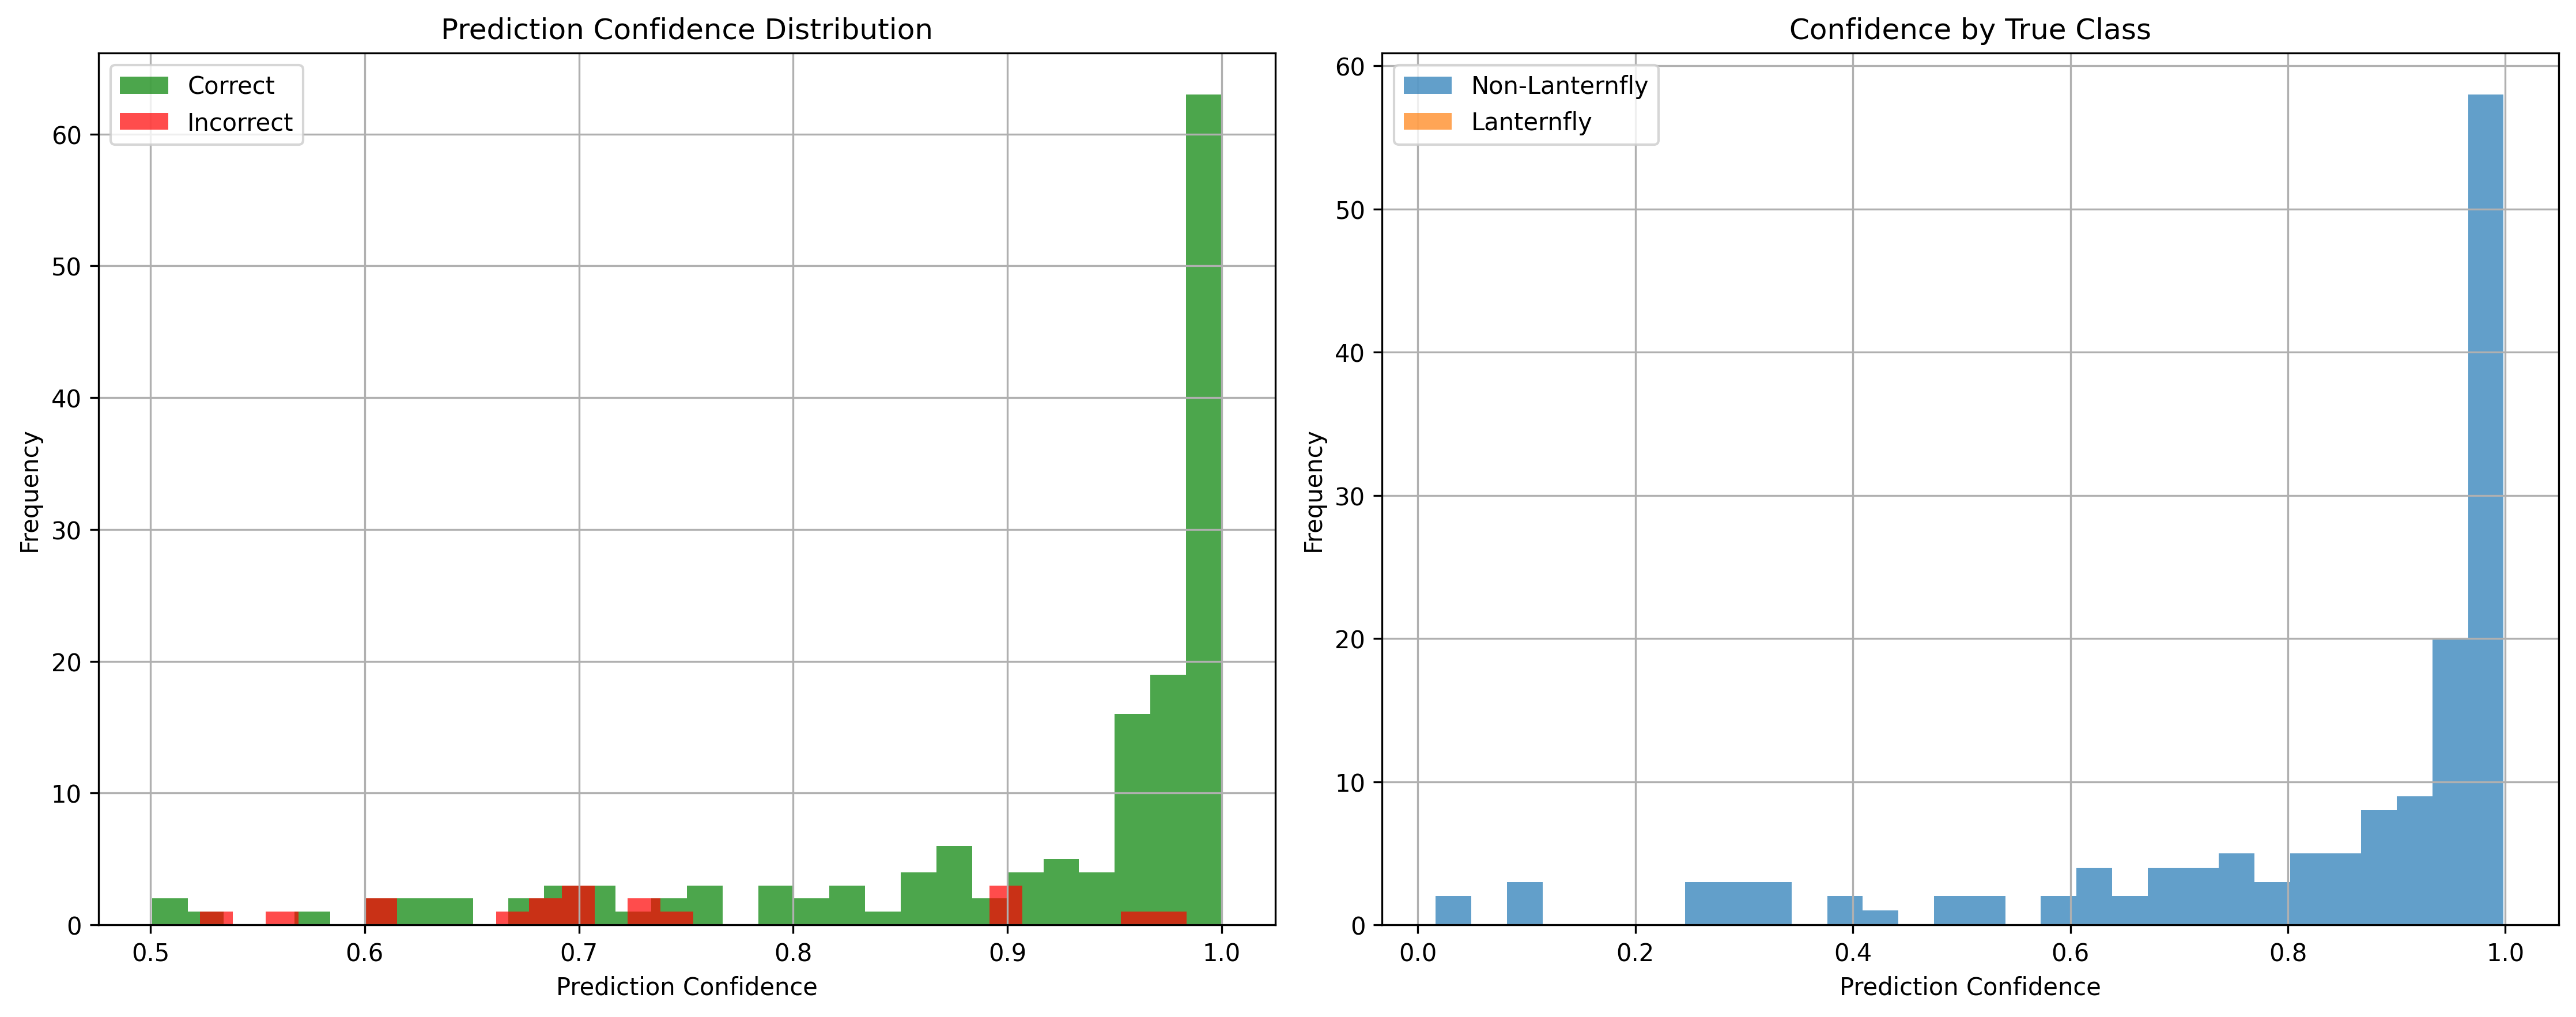 Prediction Confidence Distribution
Correct
Incorrect
60
50
40
30
20
10
0
Frequency
0.5 0.6 0.7 0.8 0.9 1.0
Prediction Confidence
Confidence by True Class
Non-Lanternfly
Lanternfly
60
50
40
30
20
10
0
Frequency
0.0 0.2 0.4 0.6 0.8 1.0
Prediction Confidence